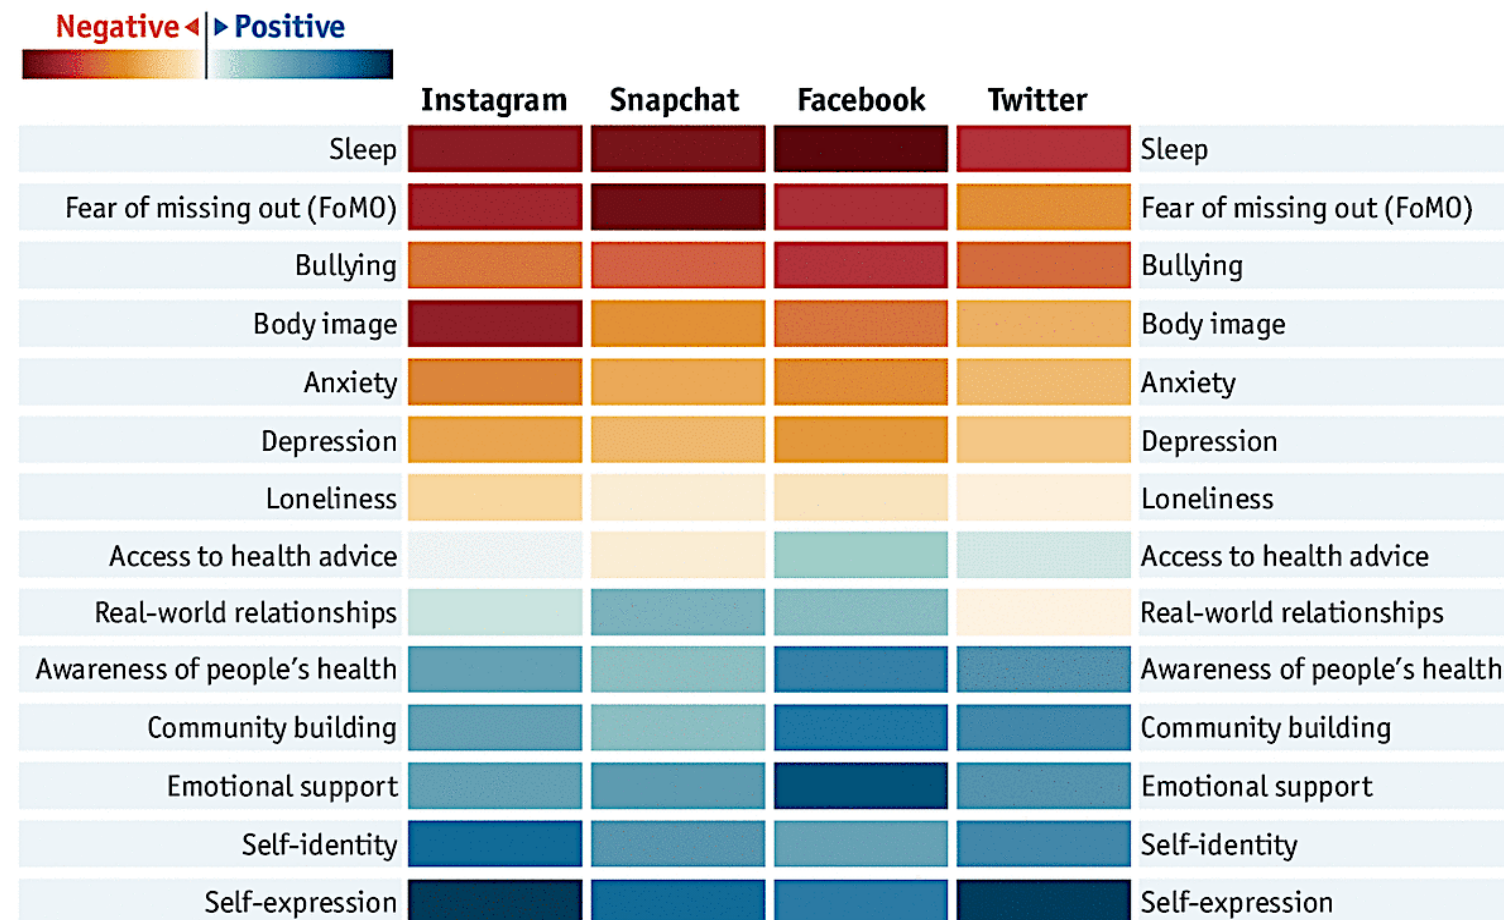 Negative ◂ ▸ Positive
Instagram Snapchat Facebook Twitter
Sleep Sleep
Fear of missing out (FoMO) Fear of missing out (FoMO)
Bullying Bullying
Body image Body image
Anxiety Anxiety
Depression Depression
Loneliness Loneliness
Access to health advice Access to health advice
Real-world relationships Real-world relationships
Awareness of people’s health Awareness of people’s health
Community building Community building
Emotional support Emotional support
Self-identity Self-identity
Self-expression Self-expression